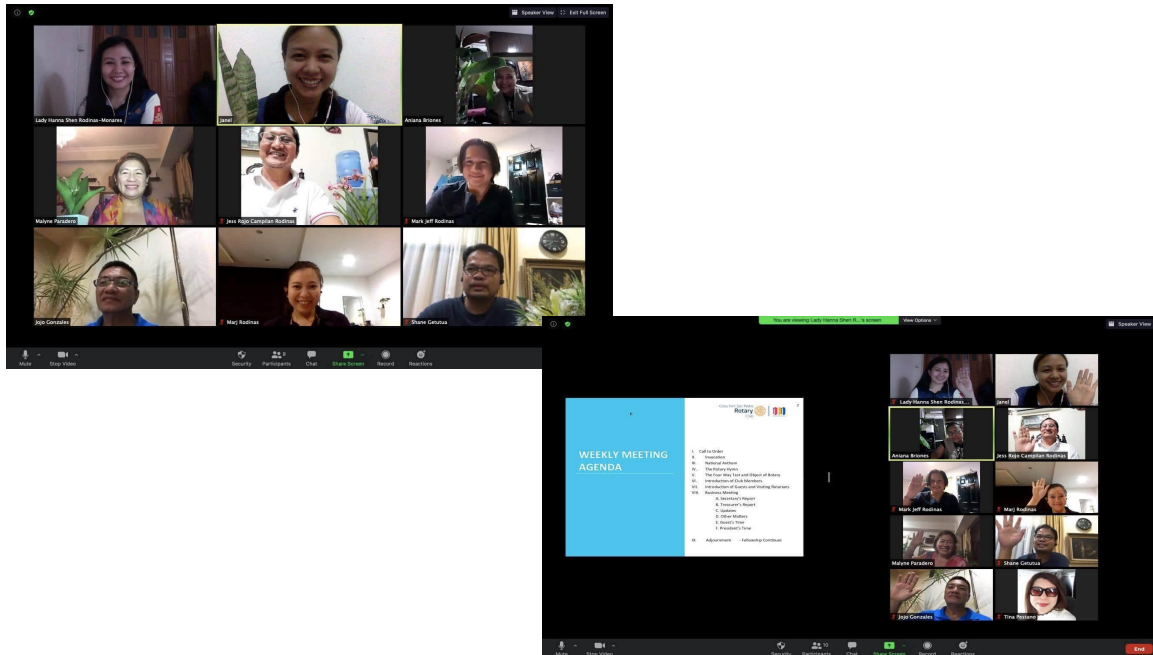 Speaker View
Exit Full Screen
Lady Hanna Shen Rodinas-Monares
Janel
Aniana Briones
Malyne Paradero
Jess Rojo Campilan Rodinas
Mark Jeff Rodinas
Jojo Gonzales
Marj Rodinas
Shane Getutua
Mute
Stop Video
Security
Participants
Chat
Share Screen
Record
Reactions
You are viewing Lady Hanna Shen R...'s screen
View Options
Speaker View
Rotary
Club
WEEKLY MEETING
AGENDA
I. Call to Order
II. Invocation
III. National Anthem
IV. The Rotary Hymn
V. The Four Way Test and Object of Rotary
VI. Introduction of Club Members
VII. Introduction of Guests and Visiting Rotarians
VIII. Business Meeting
A. Secretary's Report
B. Treasurer's Report
C. Updates
D. Other Matters
E. Guest's Time
F. President's Time
IX. Adjournment - Fellowship Continues
Lady Hanna Shen Rodinas...
Janel
Aniana Briones
Jess Rojo Campilan Rodinas
Mark Jeff Rodinas
Marj Rodinas
Malyne Paradero
Shane Getutua
Jojo Gonzales
Tina Pestano
Mute
Stop Video
Security
Participants
10
Chat
Share Screen
Record
Reactions
End